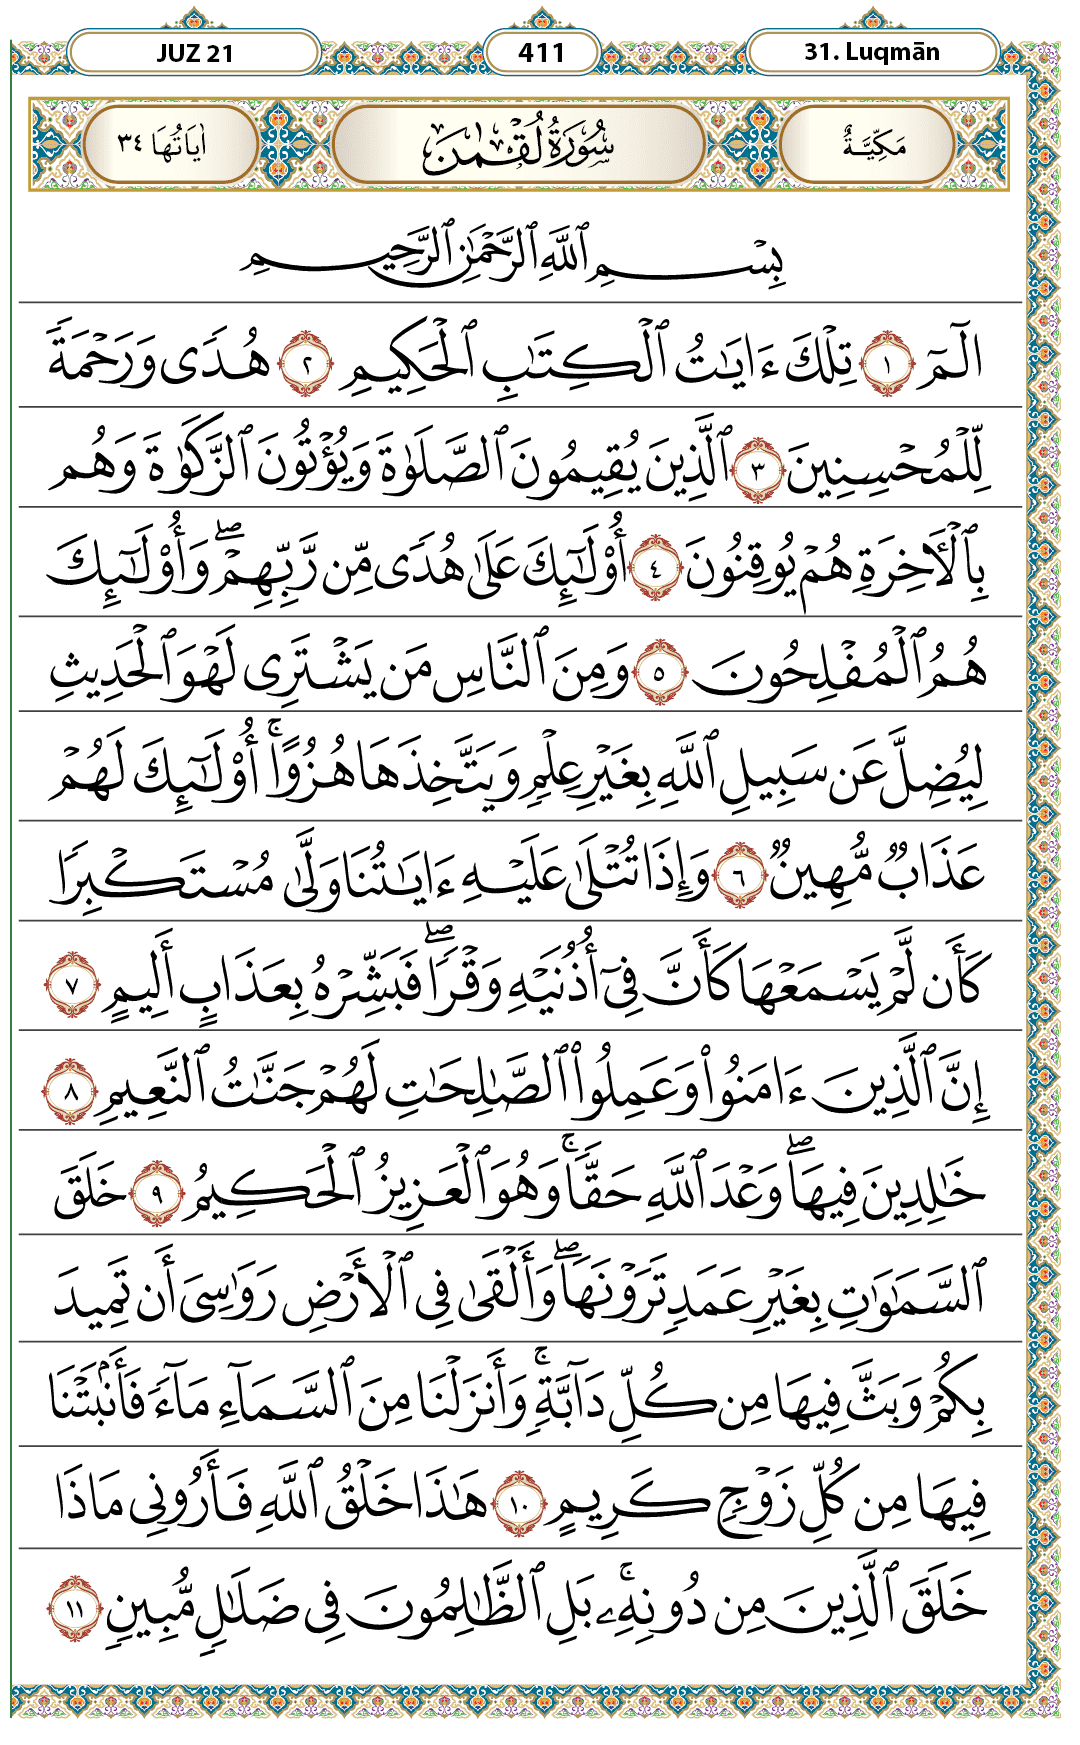 JUZ 21
411
31. Luqmān
مَكِّيَّةٌ
سُورَةُ لُقْمَٰنَ
اٰيَاتُهَا ٣٤
بِسْمِ ٱللَّهِ ٱلرَّحْمَٰنِ ٱلرَّحِيمِ
الٓمٓ ١ تِلْكَ ءَايَٰتُ ٱلْكِتَٰبِ ٱلْحَكِيمِ ٢ هُدًى وَرَحْمَةً
لِّلْمُحْسِنِينَ ٣ ٱلَّذِينَ يُقِيمُونَ ٱلصَّلَوٰةَ وَيُؤْتُونَ ٱلزَّكَوٰةَ وَهُم
بِٱلْءَاخِرَةِ هُمْ يُوقِنُونَ ٤ أُو۟لَٰٓئِكَ عَلَىٰ هُدًى مِّن رَّبِّهِمْ ۖ وَأُو۟لَٰٓئِكَ
هُمُ ٱلْمُفْلِحُونَ ٥ وَمِنَ ٱلنَّاسِ مَن يَشْتَرِى لَهْوَ ٱلْحَدِيثِ
لِيُضِلَّ عَن سَبِيلِ ٱللَّهِ بِغَيْرِ عِلْمٍ وَيَتَّخِذَهَا هُزُوًا ۚ أُو۟لَٰٓئِكَ لَهُمْ
عَذَابٌ مُّهِينٌ ٦ وَإِذَا تُتْلَىٰ عَلَيْهِ ءَايَٰتُنَا وَلَّىٰ مُسْتَكْبِرًا
كَأَن لَّمْ يَسْمَعْهَا كَأَنَّ فِىٓ أُذُنَيْهِ وَقْرًا ۖ فَبَشِّرْهُ بِعَذَابٍ أَلِيمٍ ٧
إِنَّ ٱلَّذِينَ ءَامَنُوا۟ وَعَمِلُوا۟ ٱلصَّٰلِحَٰتِ لَهُمْ جَنَّٰتُ ٱلنَّعِيمِ ٨
خَٰلِدِينَ فِيهَا ۖ وَعْدَ ٱللَّهِ حَقًّا ۚ وَهُوَ ٱلْعَزِيزُ ٱلْحَكِيمُ ٩ خَلَقَ
ٱلسَّمَٰوَٰتِ بِغَيْرِ عَمَدٍ تَرَوْنَهَا ۖ وَأَلْقَىٰ فِى ٱلْأَرْضِ رَوَٰسِىَ أَن تَمِيدَ
بِكُمْ وَبَثَّ فِيهَا مِن كُلِّ دَآبَّةٍ ۚ وَأَنزَلْنَا مِنَ ٱلسَّمَآءِ مَآءً فَأَنۢبَتْنَا
فِيهَا مِن كُلِّ زَوْجٍ كَرِيمٍ ١٠ هَٰذَا خَلْقُ ٱللَّهِ فَأَرُونِى مَاذَا
خَلَقَ ٱلَّذِينَ مِن دُونِهِۦ ۚ بَلِ ٱلظَّٰلِمُونَ فِى ضَلَٰلٍ مُّبِينٍ ١١